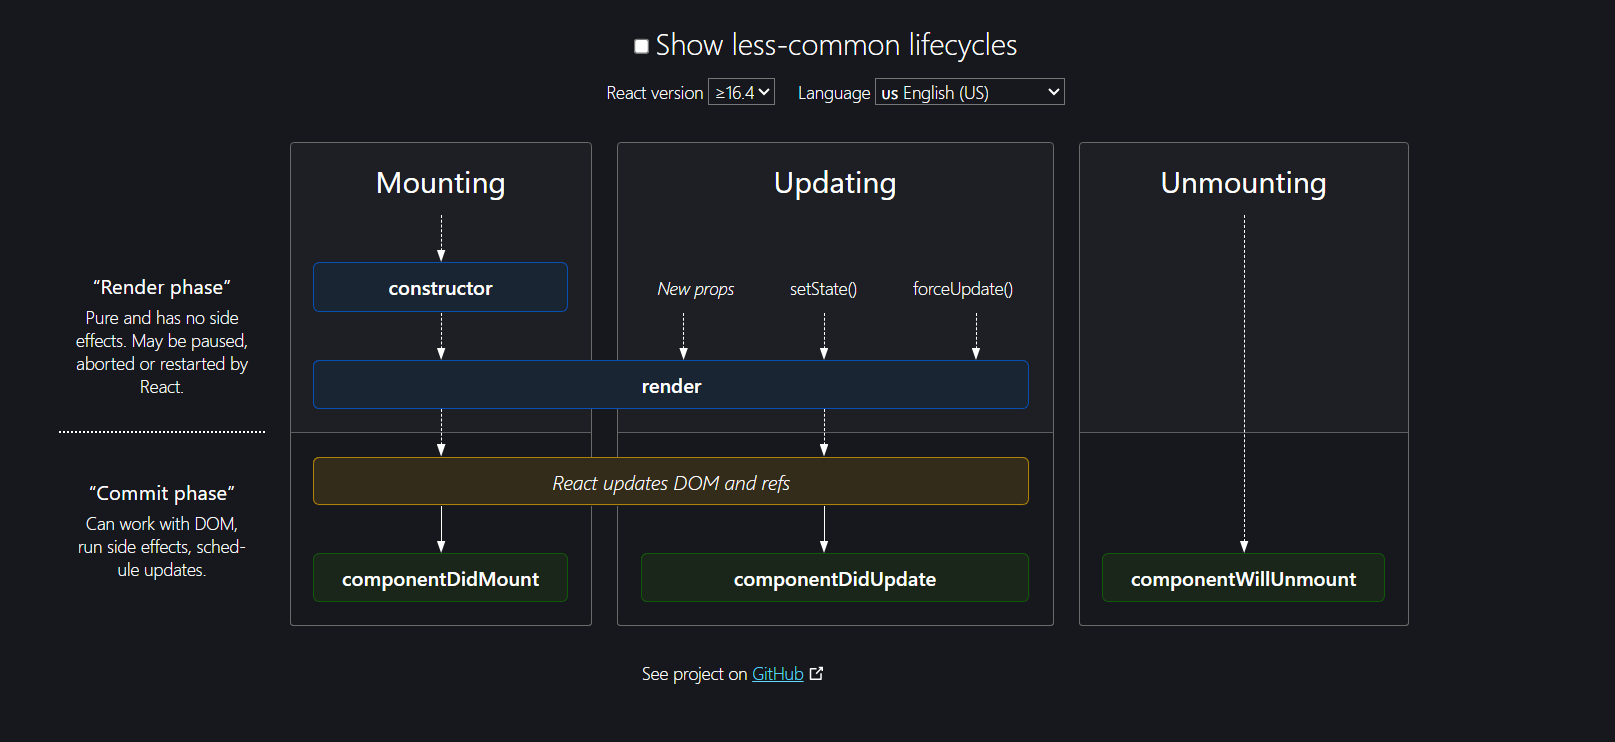 Show less-common lifecycles
React version ≥16.4 Language us English (US)
Mounting
Updating
Unmounting
“Render phase”
Pure and has no side
effects. May be paused,
aborted or restarted by
React.
constructor
New props
setState()
forceUpdate()
render
“Commit phase”
Can work with DOM,
run side effects, sched-
ule updates.
React updates DOM and refs
componentDidMount
componentDidUpdate
componentWillUnmount
See project on GitHub